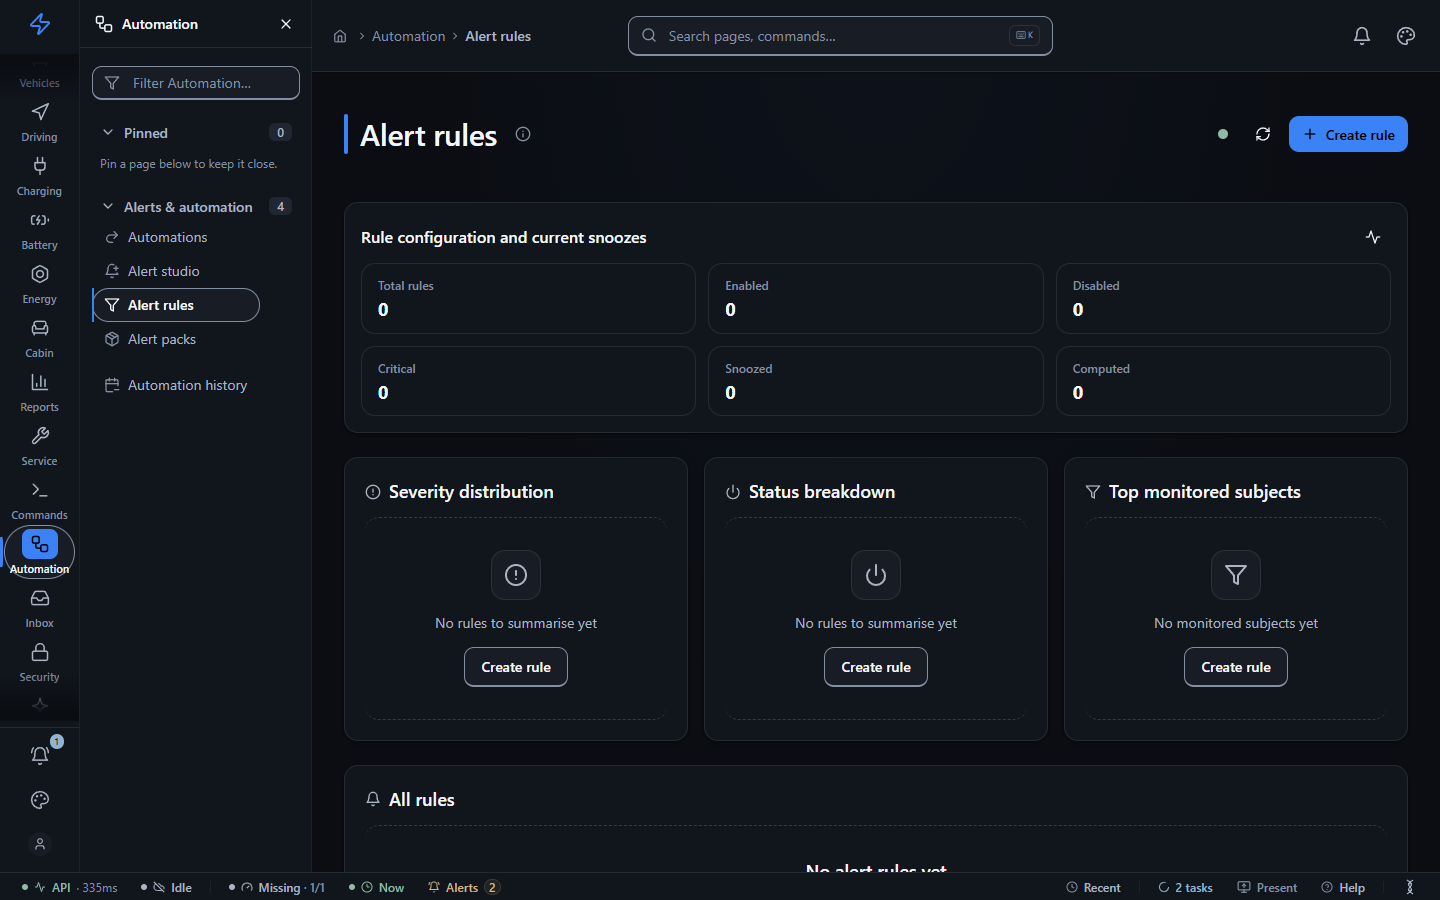 Automation
Automation
Alert rules
Search pages, commands...
K
Vehicles
Driving
Charging
Battery
Energy
Cabin
Reports
Service
Commands
Automation
Inbox
Security
1
Filter Automation...
Pinned
0
Pin a page below to keep it close.
Alerts & automation
4
Automations
Alert studio
Alert rules
Alert packs
Automation history
Alert rules
Create rule
Rule configuration and current snoozes
Total rules
0
Enabled
0
Disabled
0
Critical
0
Snoozed
0
Computed
0
Severity distribution
No rules to summarise yet
Create rule
Status breakdown
No rules to summarise yet
Create rule
Top monitored subjects
No monitored subjects yet
Create rule
All rules
No alert rules yet
API · 335ms
Idle
Missing · 1/1
Now
Alerts 2
Recent
2 tasks
Present
Help